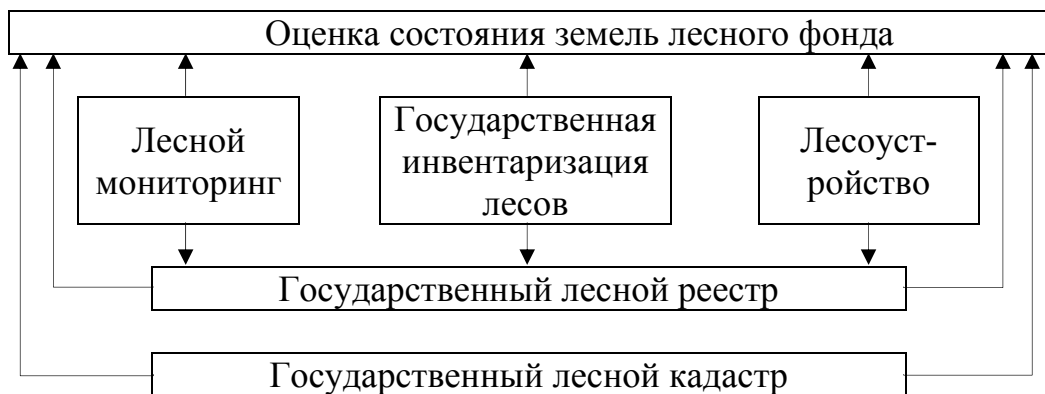 Оценка состояния земель лесного фонда
Лесной
мониторинг
Государственная
инвентаризация
лесов
Лесоуст-
ройство
Государственный лесной реестр
Государственный лесной кадастр